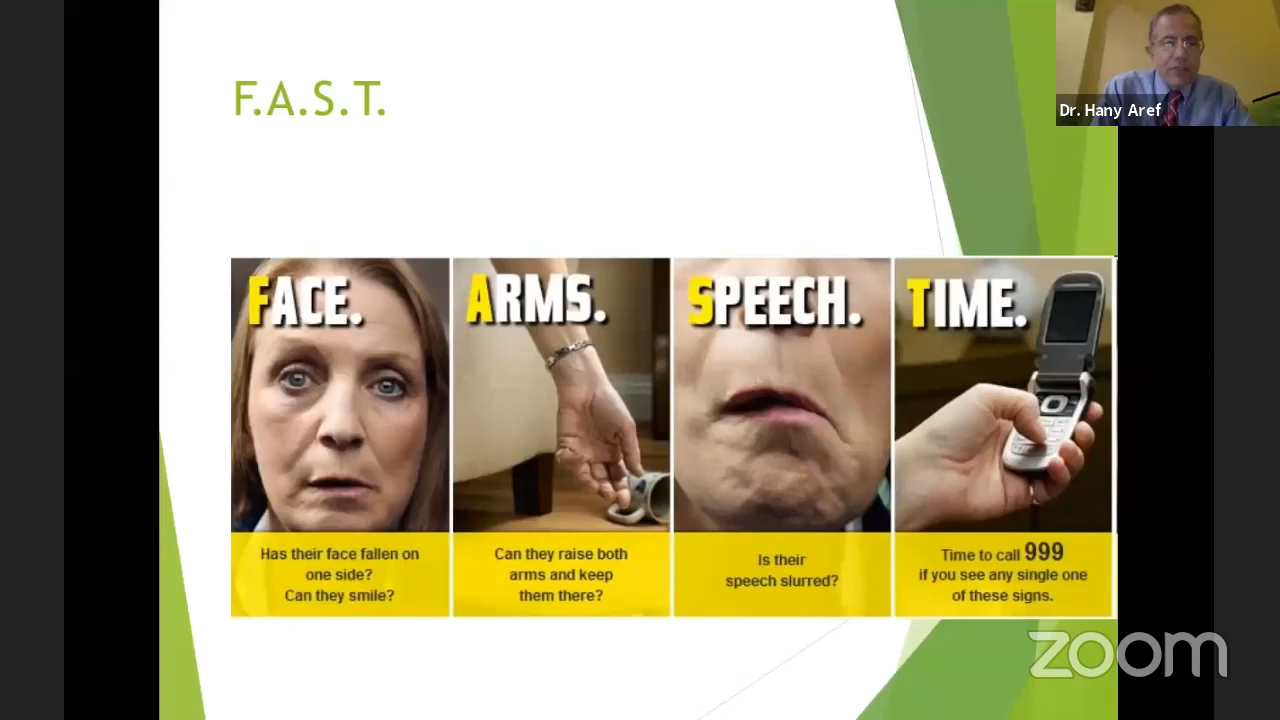 F.A.S.T.
Dr. Hany Aref
FACE.
Has their face fallen on
one side?
Can they smile?
ARMS.
Can they raise both
arms and keep
them there?
SPEECH.
Is their
speech slurred?
TIME.
Time to call 999
if you see any single one
of these signs.
zoom